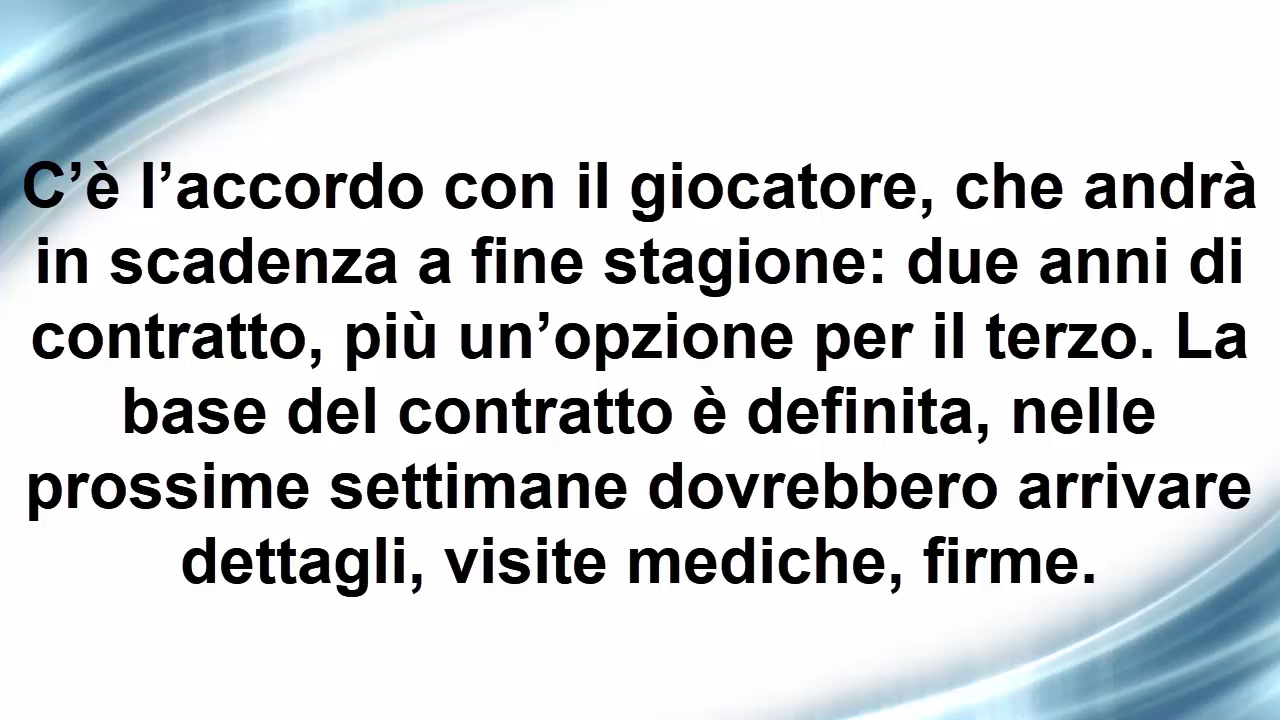 C’è l’accordo con il giocatore, che andrà
in scadenza a fine stagione: due anni di
contratto, più un’opzione per il terzo. La
base del contratto è definita, nelle
prossime settimane dovrebbero arrivare
dettagli, visite mediche, firme.